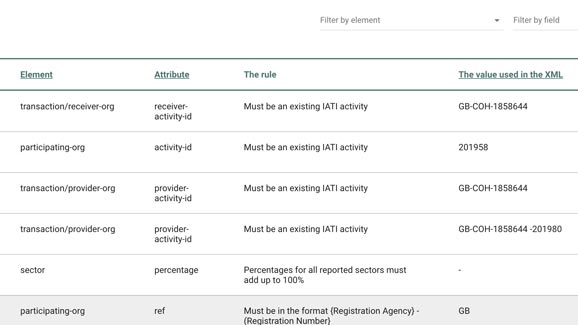 Filter by element
Filter by field
Element Attribute The rule The value used in the XML
transaction/receiver-org receiver- Must be an existing IATI activity GB-COH-1858644
activity-id
participating-org activity-id Must be an existing IATI activity 201958
transaction/provider-org provider- Must be an existing IATI activity GB-COH-1858644
activity-id
transaction/provider-org provider- Must be an existing IATI activity GB-COH-1858644 -201980
activity-id
sector percentage Percentages for all reported sectors must -
add up to 100%
participating-org ref Must be in the format {Registration Agency} - GB
{Registration Number}